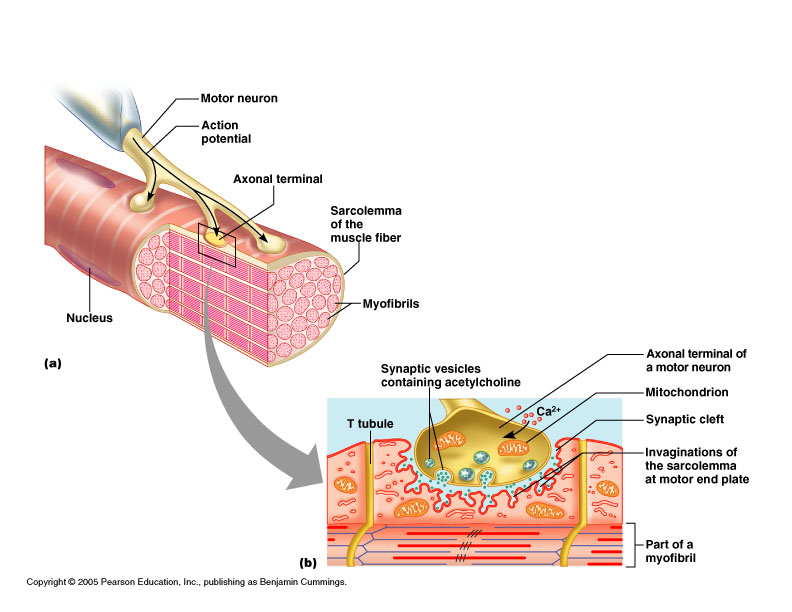 Motor neuron
Action
potential
Axonal terminal
Sarcolemma
of the
muscle fiber
Myofibrils
Nucleus
(a)
Synaptic vesicles
containing acetylcholine
Axonal terminal of
a motor neuron
Mitochondrion
Ca²⁺
T tubule
Synaptic cleft
Invaginations of
the sarcolemma
at motor end plate
Part of a
myofibril
(b)
Copyright © 2005 Pearson Education, Inc., publishing as Benjamin Cummings.